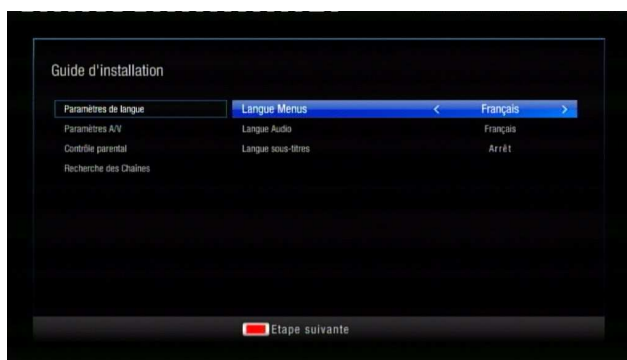 Guide d'installation
Paramètres de langue
Langue Menus < Français >
Paramètres A/V
Langue Audio Français
Contrôle parental
Langue sous-titres Arrêt
Recherche des Chaînes
Etape suivante